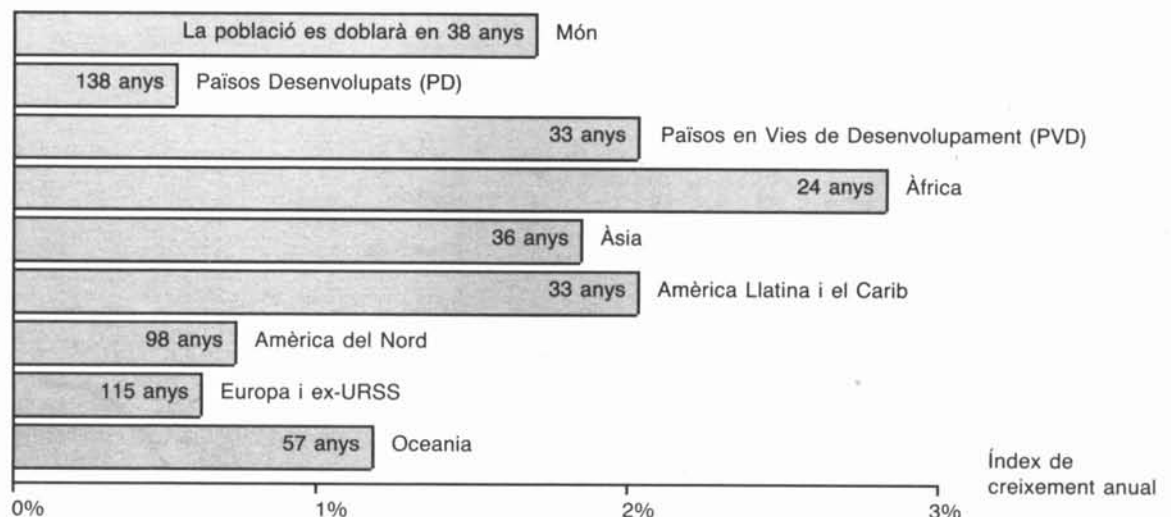 La població es doblarà en 38 anys Món
138 anys Països Desenvolupats (PD)
33 anys Països en Vies de Desenvolupament (PVD)
24 anys Àfrica
36 anys Àsia
33 anys Amèrica Llatina i el Carib
98 anys Amèrica del Nord
115 anys Europa i ex-URSS
57 anys Oceania
Índex de
creixement anual
0% 1% 2% 3%